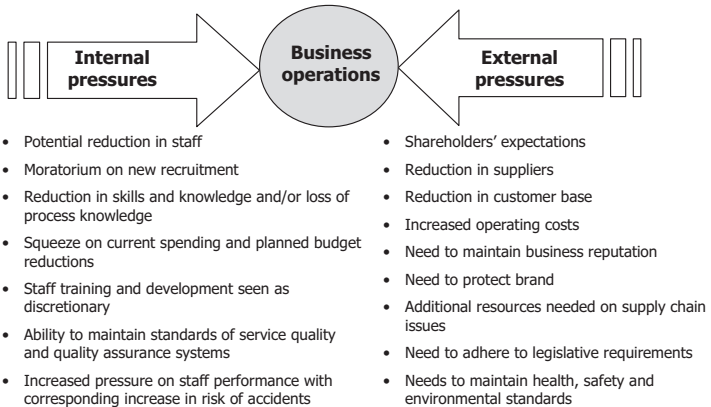 Internal
pressures
Business
operations
External
pressures
• Potential reduction in staff
• Moratorium on new recruitment
• Reduction in skills and knowledge and/or loss of
process knowledge
• Squeeze on current spending and planned budget
reductions
• Staff training and development seen as
discretionary
• Ability to maintain standards of service quality
and quality assurance systems
• Increased pressure on staff performance with
corresponding increase in risk of accidents
• Shareholders’ expectations
• Reduction in suppliers
• Reduction in customer base
• Increased operating costs
• Need to maintain business reputation
• Need to protect brand
• Additional resources needed on supply chain
issues
• Need to adhere to legislative requirements
• Needs to maintain health, safety and
environmental standards